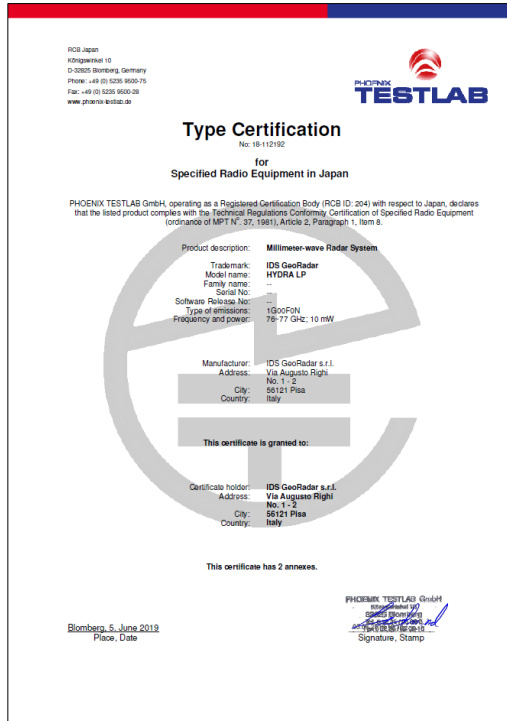 RCB Japan
Königswinkel 10
D-32825 Blomberg, Germany
Phone: +49 (0) 5235 9500-75
Fax: +49 (0) 5235 9500-28
www.phoenix-testlab.de
PHOENIX
TESTLAB
Type Certification
No: 18-112192
for
Specified Radio Equipment in Japan
PHOENIX TESTLAB GmbH, operating as a Registered Certification Body (RCB ID: 204) with respect to Japan, declares
that the listed product complies with the Technical Regulations Conformity Certification of Specified Radio Equipment
(ordinance of MPT N°. 37, 1981), Article 2, Paragraph 1, Item 8.
Product description: Millimeter-wave Radar System
Trademark: IDS GeoRadar
Model name: HYDRA LP
Family name: --
Serial No: --
Software Release No: --
Type of emissions: 1G00F0N
Frequency and power: 76-77 GHz; 10 mW
Manufacturer: IDS GeoRadar s.r.l.
Address: Via Augusto Righi
No. 1 - 2
City: 56121 Pisa
Country: Italy
This certificate is granted to:
Certificate holder: IDS GeoRadar s.r.l.
Address: Via Augusto Righi
No. 1 - 2
City: 56121 Pisa
Country: Italy
This certificate has 2 annexes.
PHOENIX TESTLAB GmbH
Königswinkel 10
32825 Blomberg
Blomberg, 5. June 2019
Place, Date
Signature, Stamp